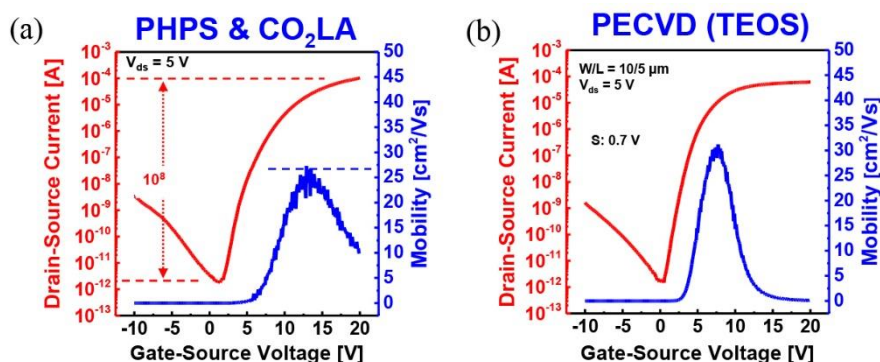 (a)
PHPS & CO₂LA
V_ds = 5 V
10⁸
Drain-Source Current [A]
10⁻³
10⁻⁴
10⁻⁵
10⁻⁶
10⁻⁷
10⁻⁸
10⁻⁹
10⁻¹⁰
10⁻¹¹
10⁻¹²
10⁻¹³
50
45
40
35
30
25
20
15
10
5
0
Mobility [cm²/Vs]
-10 -5 0 5 10 15 20
Gate-Source Voltage [V]
(b)
PECVD (TEOS)
W/L = 10/5 μm
V_ds = 5 V
S: 0.7 V
Drain-Source Current [A]
10⁻³
10⁻⁴
10⁻⁵
10⁻⁶
10⁻⁷
10⁻⁸
10⁻⁹
10⁻¹⁰
10⁻¹¹
10⁻¹²
10⁻¹³
50
45
40
35
30
25
20
15
10
5
0
Mobility [cm²/Vs]
-10 -5 0 5 10 15 20
Gate-Source Voltage [V]